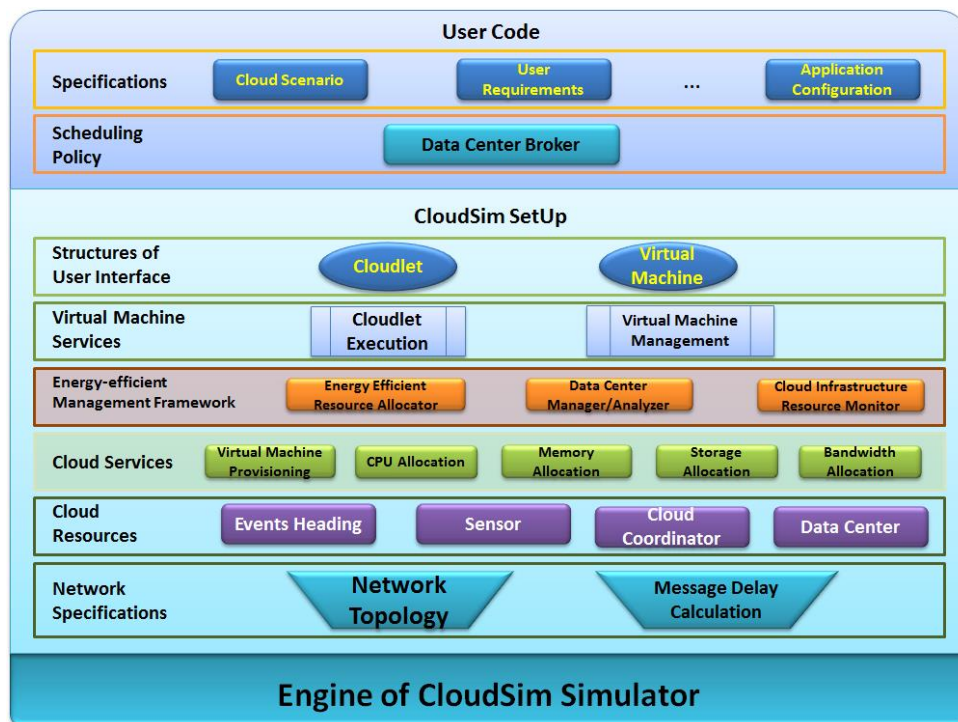 User Code
Specifications
Cloud Scenario
User
Requirements
...
Application
Configuration
Scheduling
Policy
Data Center Broker
CloudSim SetUp
Structures of
User Interface
Cloudlet
Virtual
Machine
Virtual Machine
Services
Cloudlet
Execution
Virtual Machine
Management
Energy-efficient
Management Framework
Energy Efficient
Resource Allocator
Data Center
Manager/Analyzer
Cloud Infrastructure
Resource Monitor
Cloud Services
Virtual Machine
Provisioning
CPU Allocation
Memory
Allocation
Storage
Allocation
Bandwidth
Allocation
Cloud
Resources
Events Heading
Sensor
Cloud
Coordinator
Data Center
Network
Specifications
Network
Topology
Message Delay
Calculation
Engine of CloudSim Simulator